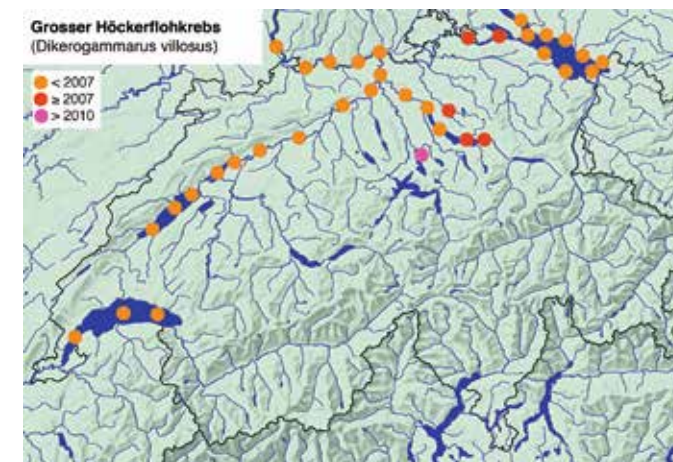 Grosser Höckerflohkrebs
(Dikerogammarus villosus)
< 2007
≥ 2007
> 2010